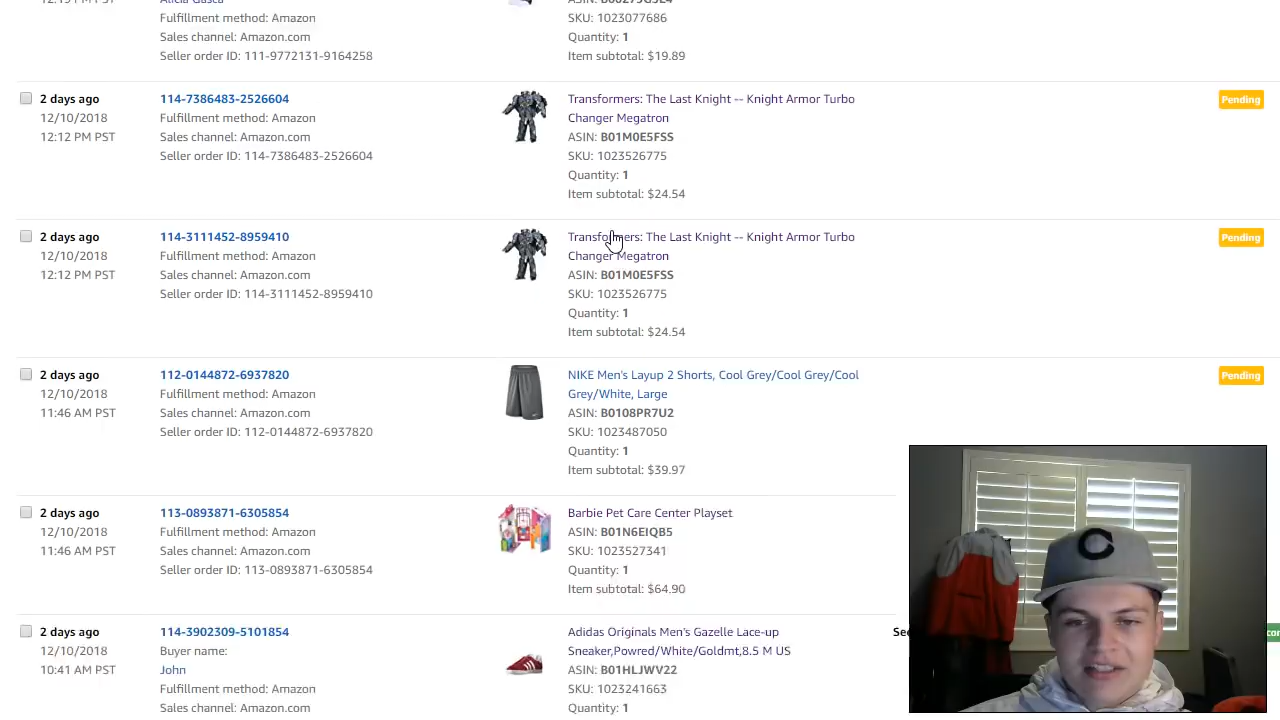 Fulfillment method: Amazon
Sales channel: Amazon.com
Seller order ID: 111-9772131-9164258
SKU: 1023077686
Quantity: 1
Item subtotal: $19.89
2 days ago
12/10/2018
12:12 PM PST
114-7386483-2526604
Fulfillment method: Amazon
Sales channel: Amazon.com
Seller order ID: 114-7386483-2526604
Transformers: The Last Knight -- Knight Armor Turbo
Changer Megatron
ASIN: B01M0E5FSS
SKU: 1023526775
Quantity: 1
Item subtotal: $24.54
Pending
2 days ago
12/10/2018
12:12 PM PST
114-3111452-8959410
Fulfillment method: Amazon
Sales channel: Amazon.com
Seller order ID: 114-3111452-8959410
Transformers: The Last Knight -- Knight Armor Turbo
Changer Megatron
ASIN: B01M0E5FSS
SKU: 1023526775
Quantity: 1
Item subtotal: $24.54
Pending
2 days ago
12/10/2018
11:46 AM PST
112-0144872-6937820
Fulfillment method: Amazon
Sales channel: Amazon.com
Seller order ID: 112-0144872-6937820
NIKE Men's Layup 2 Shorts, Cool Grey/Cool Grey/Cool
Grey/White, Large
ASIN: B0108PR7U2
SKU: 1023487050
Quantity: 1
Item subtotal: $39.97
Pending
2 days ago
12/10/2018
11:46 AM PST
113-0893871-6305854
Fulfillment method: Amazon
Sales channel: Amazon.com
Seller order ID: 113-0893871-6305854
Barbie Pet Care Center Playset
ASIN: B01N6EIQB5
SKU: 1023527341
Quantity: 1
Item subtotal: $64.90
2 days ago
12/10/2018
10:41 AM PST
114-3902309-5101854
Buyer name:
John
Fulfillment method: Amazon
Sales channel: Amazon.com
Adidas Originals Men's Gazelle Lace-up
Sneaker,Powred/White/Goldmt,8.5 M US
ASIN: B01HLJWV22
SKU: 1023241663
Quantity: 1
C